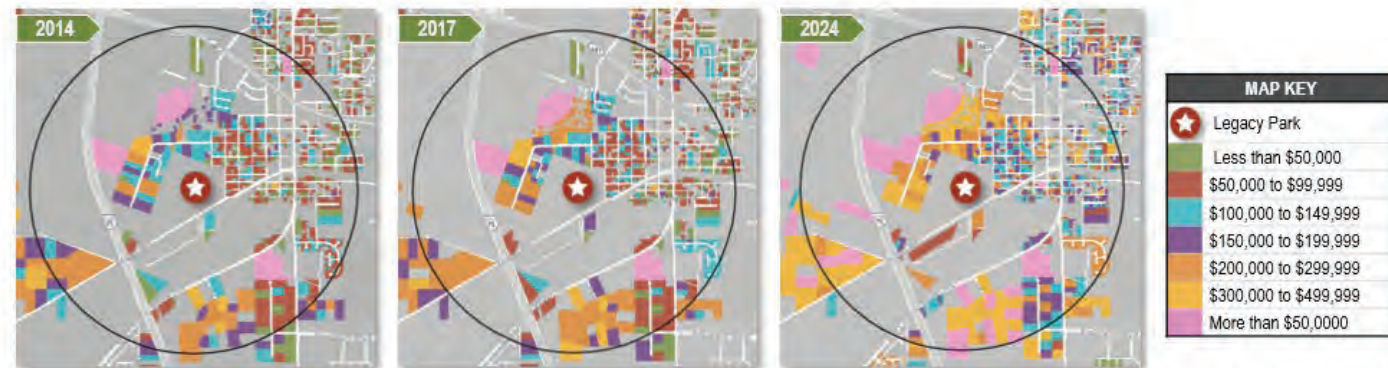 2014
2017
2024
MAP KEY
Legacy Park
Less than $50,000
$50,000 to $99,999
$100,000 to $149,999
$150,000 to $199,999
$200,000 to $299,999
$300,000 to $499,999
More than $50,0000